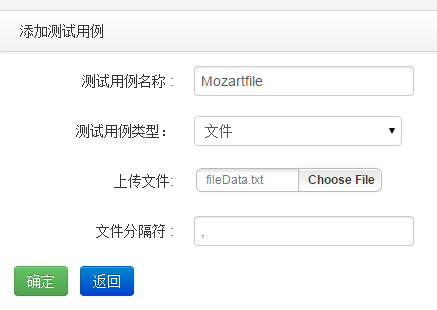 添加测试用例
测试用例名称 : Mozartfile
测试用例类型： 文件
上传文件: fileData.txt Choose File
文件分隔符 : ,
确定 返回